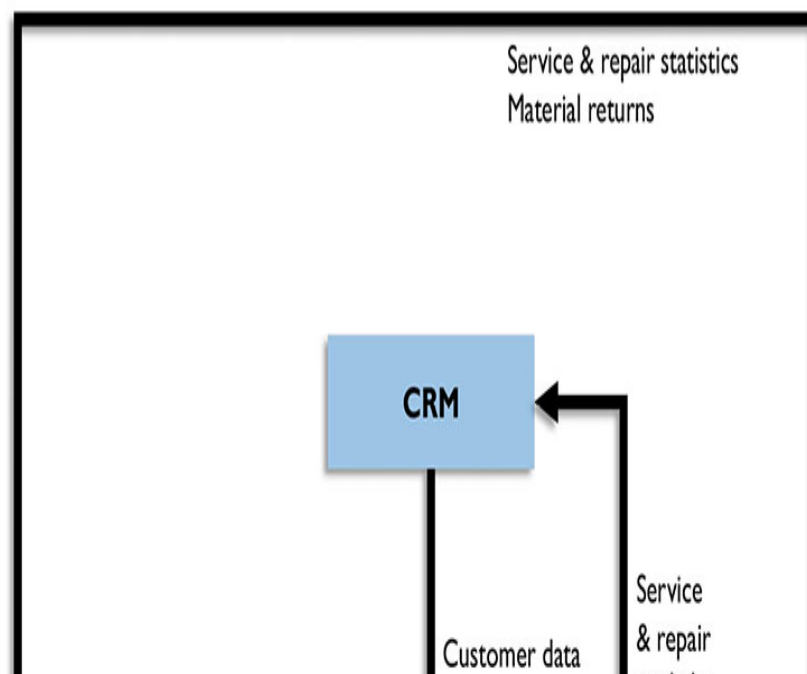 Service & repair statistics
Material returns
CRM
Service
& repair
Customer data